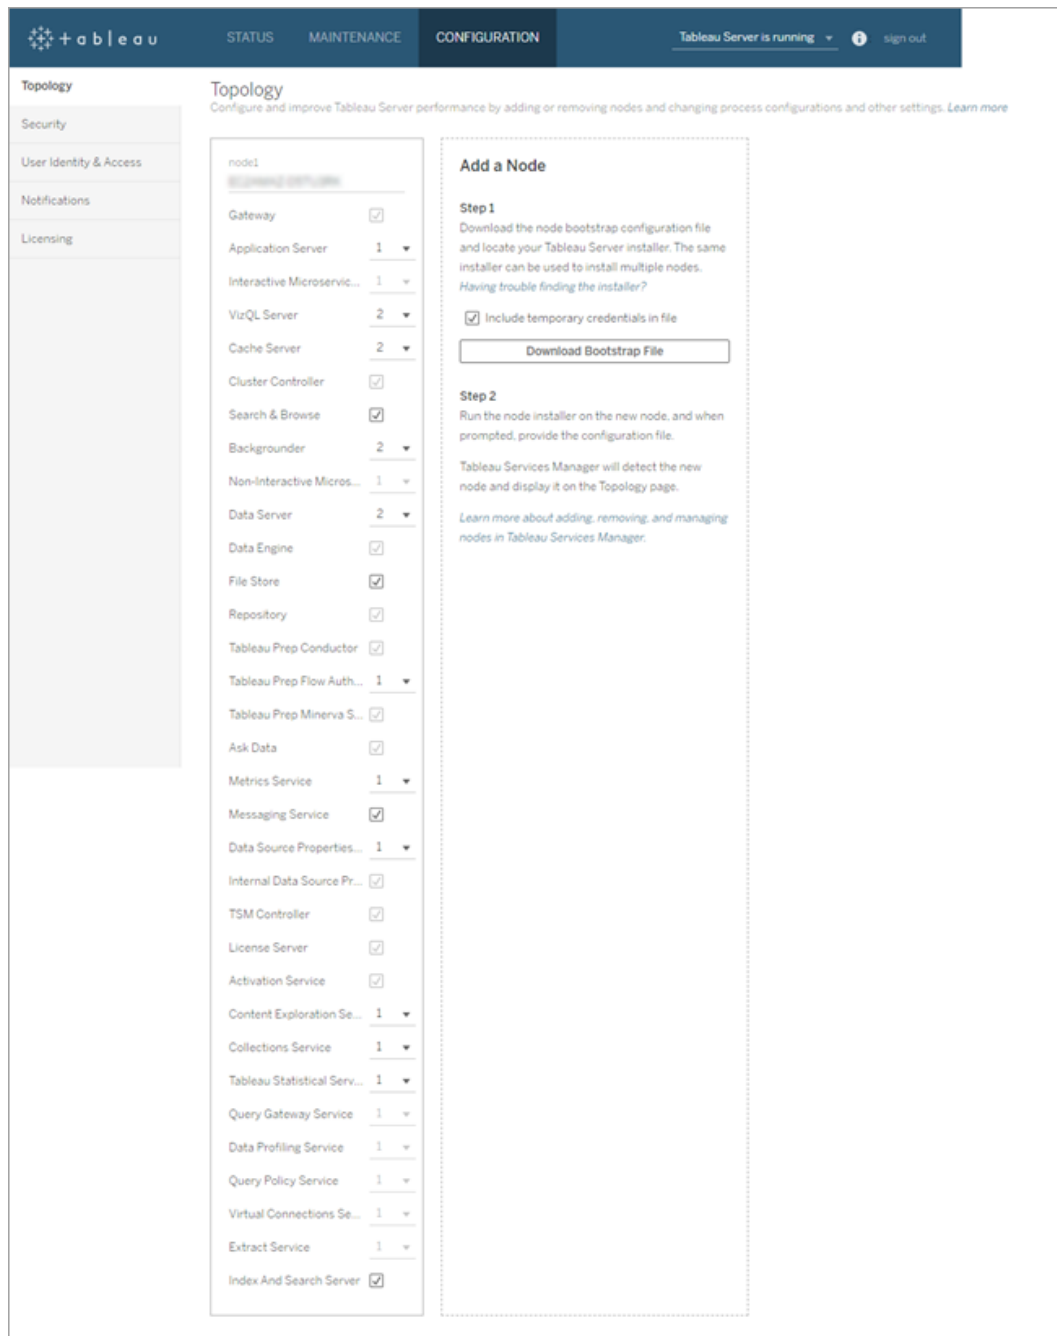 + a b l e a u
STATUS MAINTENANCE CONFIGURATION Tableau Server is running sign out
Topology
Security
User Identity & Access
Notifications
Licensing
Topology
Configure and improve Tableau Server performance by adding or removing nodes and changing process configurations and other settings. Learn more
node1
Gateway
Application Server 1
Interactive Microservic... 1
VizQL Server 2
Cache Server 2
Cluster Controller
Search & Browse
Backgrounder 2
Non-Interactive Micros... 1
Data Server 2
Data Engine
File Store
Repository
Tableau Prep Conductor
Tableau Prep Flow Auth... 1
Tableau Prep Minerva S...
Ask Data
Metrics Service 1
Messaging Service
Data Source Properties... 1
Internal Data Source Pr...
TSM Controller
License Server
Activation Service
Content Exploration Se... 1
Collections Service 1
Tableau Statistical Serv... 1
Query Gateway Service 1
Data Profiling Service 1
Query Policy Service 1
Virtual Connections Se... 1
Extract Service 1
Index And Search Server
Add a Node
Step 1
Download the node bootstrap configuration file
and locate your Tableau Server installer. The same
installer can be used to install multiple nodes.
Having trouble finding the installer?
Include temporary credentials in file
Download Bootstrap File
Step 2
Run the node installer on the new node, and when
prompted, provide the configuration file.
Tableau Services Manager will detect the new
node and display it on the Topology page.
Learn more about adding, removing, and managing
nodes in Tableau Services Manager.